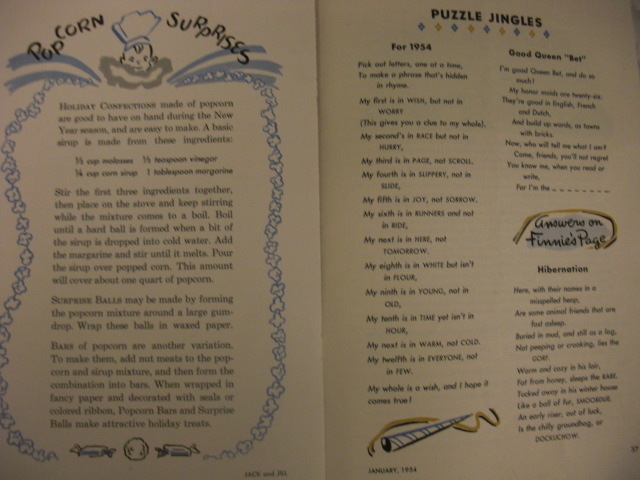 POP CORN SURPRISES
HOLIDAY CONFECTIONS made of popcorn
are good to have on hand during the New
Year season, and are easy to make. A basic
sirup is made from these ingredients:
½ cup molasses ½ teaspoon vinegar
¼ cup corn sirup 1 tablespoon margarine
Stir the first three ingredients together,
then place on the stove and keep stirring
while the mixture comes to a boil. Boil
until a hard ball is formed when a bit of
the sirup is dropped into cold water. Add
the margarine and stir until it melts. Pour
the sirup over popped corn. This amount
will cover about one quart of popcorn.
SURPRISE BALLS may be made by forming
the popcorn mixture around a large gum-
drop. Wrap these balls in waxed paper.
BARS of popcorn are another variation.
To make them, add nut meats to the pop-
corn and sirup mixture, and then form the
combination into bars. When wrapped in
fancy paper and decorated with seals or
colored ribbon, Popcorn Bars and Surprise
Balls make attractive holiday treats.
JACK and JILL
PUZZLE JINGLES
For 1954
Pick out letters, one at a time,
To make a phrase that's hidden
in rhyme.
My first is in WISH, but not in
WORRY
(This gives you a clue to my whole).
My second's in RACE but not in
HURRY,
My third is in PAGE, not SCROLL,
My fourth is in SLIPPERY, not in
SLIDE,
My fifth is in JOY, not SORROW.
My sixth is in RUNNERS and not
in RIDE,
My next is in HERE, not
TOMORROW.
My eighth is in WHITE but isn't
in FLOUR,
My ninth is in YOUNG, not in
OLD,
My tenth is in TIME yet isn't in
HOUR,
My next is in WARM, not COLD.
My twelfth is in EVERYONE, not
in FEW.
My whole is a wish, and I hope it
comes true!
JANUARY, 1954
Good Queen "Bet"
I'm good Queen Bet, and do so
much!
My honor maids are twenty-six.
They're good in English, French
and Dutch,
And build up words, as towns
with bricks.
Now, who will tell me what I am?
Come, friends, you'll not regret
You know me, when you read or
write,
For I'm the _ _ _ _ _ _ _ _
Answers on
Finnie's Page
Hibernation
Here, with their names in a
misspelled heap,
Are some animal friends that are
fast asleep.
Buried in mud, and still as a log,
Not peeping or croaking, lies the
GORF.
Warm and cozy in his lair,
Fat from honey, sleeps the RABE.
Tucked away in his winter house
Like a ball of fur,
An early riser, out of luck,
Is the chilly groundhog, or
DOCKUCHOW.
37